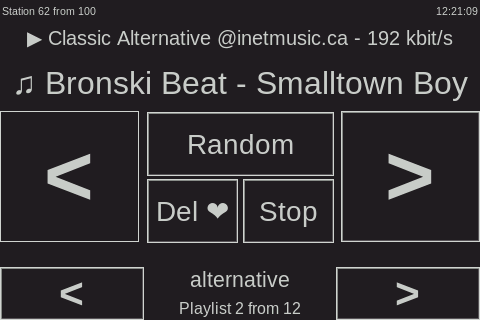 Station 62 from 100 12:21:09
▶ Classic Alternative @inetmusic.ca - 192 kbit/s
♫ Bronski Beat - Smalltown Boy
< Random >
Del ❤ Stop
< alternative >
Playlist 2 from 12